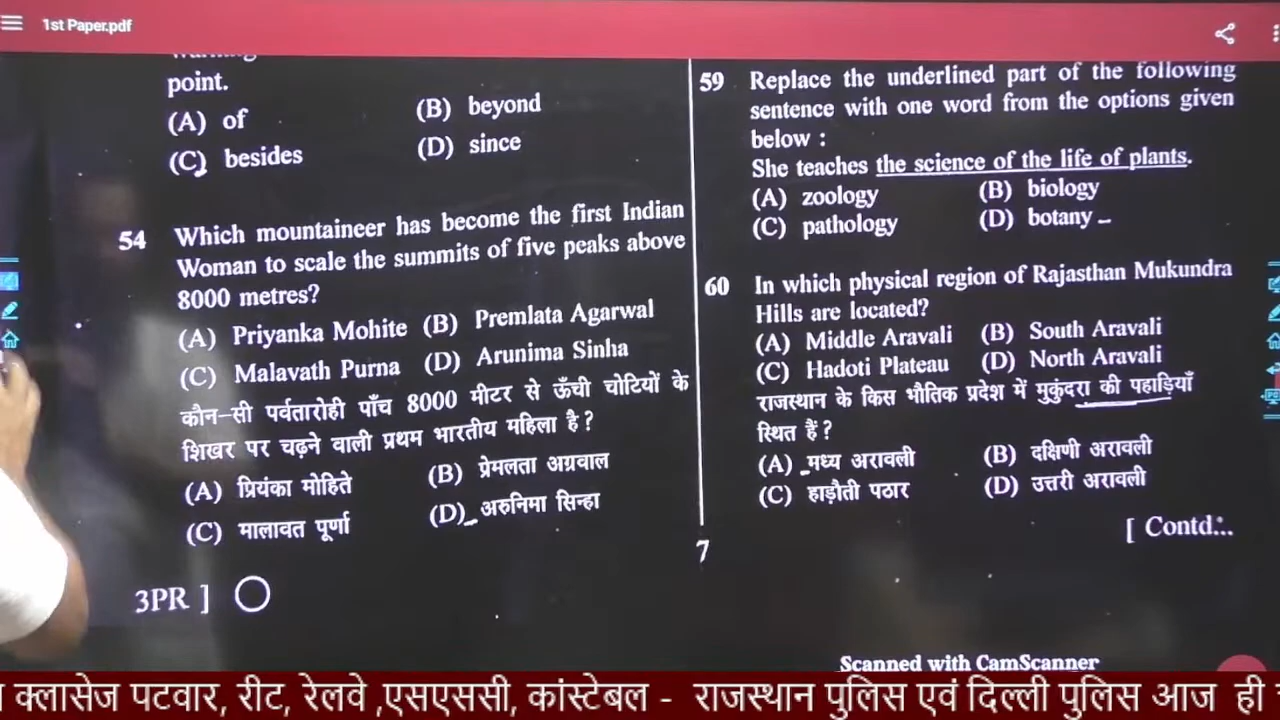 1st Paper.pdf
point.
(A) of (B) beyond
(C) besides (D) since
54 Which mountaineer has become the first Indian
Woman to scale the summits of five peaks above
8000 metres?
(A) Priyanka Mohite (B) Premlata Agarwal
(C) Malavath Purna (D) Arunima Sinha
कौन-सी पर्वतारोही पाँच 8000 मीटर से ऊँची चोटियों के
शिखर पर चढ़ने वाली प्रथम भारतीय महिला है ?
(A) प्रियंका मोहिते (B) प्रेमलता अग्रवाल
(C) मालावत पूर्णा (D) अरुनिमा सिन्हा
3PR ]
59 Replace the underlined part of the following
sentence with one word from the options given
below :
She teaches the science of the life of plants.
(A) zoology (B) biology
(C) pathology (D) botany
60 In which physical region of Rajasthan Mukundra
Hills are located?
(A) Middle Aravali (B) South Aravali
(C) Hadoti Plateau (D) North Aravali
राजस्थान के किस भौतिक प्रदेश में मुकुंदरा की पहाड़ियाँ
स्थित हैं ?
(A) मध्य अरावली (B) दक्षिणी अरावली
(C) हाड़ौती पठार (D) उत्तरी अरावली
7
[ Contd...
Scanned with CamScanner
क्लासेज पटवार, रीट, रेलवे ,एसएससी, कांस्टेबल - राजस्थान पुलिस एवं दिल्ली पुलिस आज ही